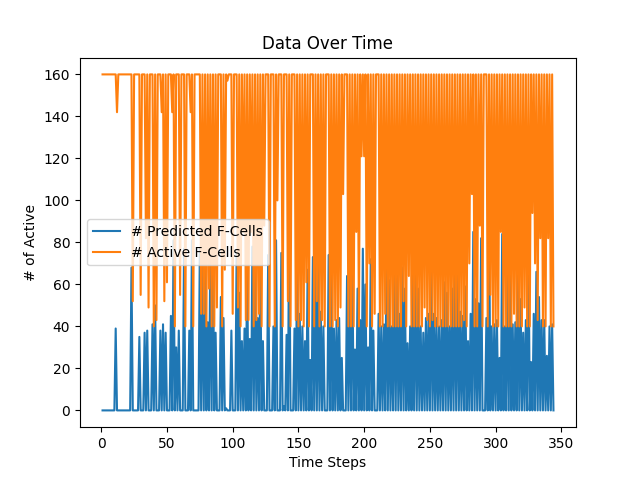 Data Over Time
160
140
120
100
80
60
40
20
0
# of Active
# Predicted F-Cells
# Active F-Cells
0 50 100 150 200 250 300 350
Time Steps